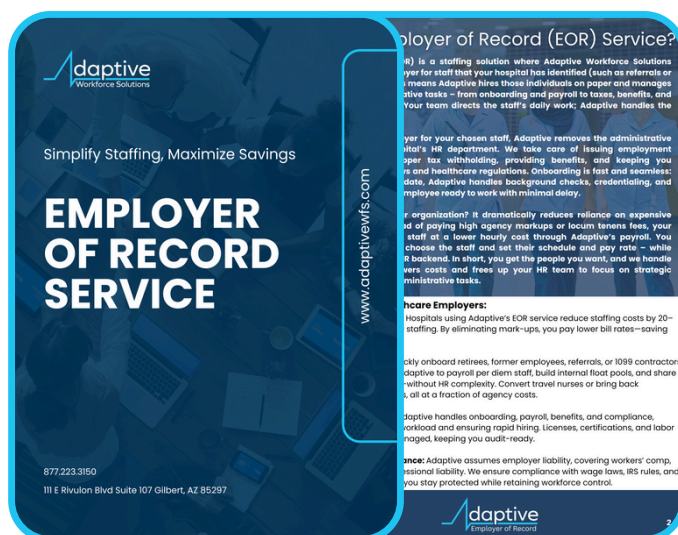 Adaptive
Workforce Solutions
Simplify Staffing, Maximize Savings
EMPLOYER
OF RECORD
SERVICE
877.223.3150
111 E Rivulon Blvd Suite 107 Gilbert, AZ 85297
www.adaptivewfs.com
ployer of Record (EOR) Service?
OR) is a staffing solution where Adaptive Workforce Solutions
yer for staff that your hospital has identified (such as referrals or
means Adaptive hires those individuals on paper and manages
ative tasks – from onboarding and payroll to taxes, benefits, and
Your team directs the staff's daily work; Adaptive handles the
yer for your chosen staff, Adaptive removes the administrative
pital's HR department. We take care of issuing employment
oper tax withholding, providing benefits, and keeping you
ws and healthcare regulations. Onboarding is fast and seamless:
date, Adaptive handles background checks, credentialing, and
mployee ready to work with minimal delay.
r organization? It dramatically reduces reliance on expensive
ad of paying high agency markups or locum tenens fees, your
staff at a lower hourly cost through Adaptive's payroll. You
choose the staff and set their schedule and pay rate – while
R backend. In short, you get the people you want, and we handle
wers costs and frees up your HR team to focus on strategic
ministrative tasks.
hcare Employers:
Hospitals using Adaptive's EOR service reduce staffing costs by 20–
staffing. By eliminating mark-ups, you pay lower bill rates—saving
ckly onboard retirees, former employees, referrals, or 1099 contractors
daptive to payroll per diem staff, build internal float pools, and share
–without HR complexity. Convert travel nurses or bring back
s, all at a fraction of agency costs.
daptive handles onboarding, payroll, benefits, and compliance,
workload and ensuring rapid hiring. Licenses, certifications, and labor
naged, keeping you audit-ready.
ance: Adaptive assumes employer liability, covering workers' comp,
essional liability. We ensure compliance with wage laws, IRS rules, and
you stay protected while retaining workforce control.
Adaptive
Employer of Record
2